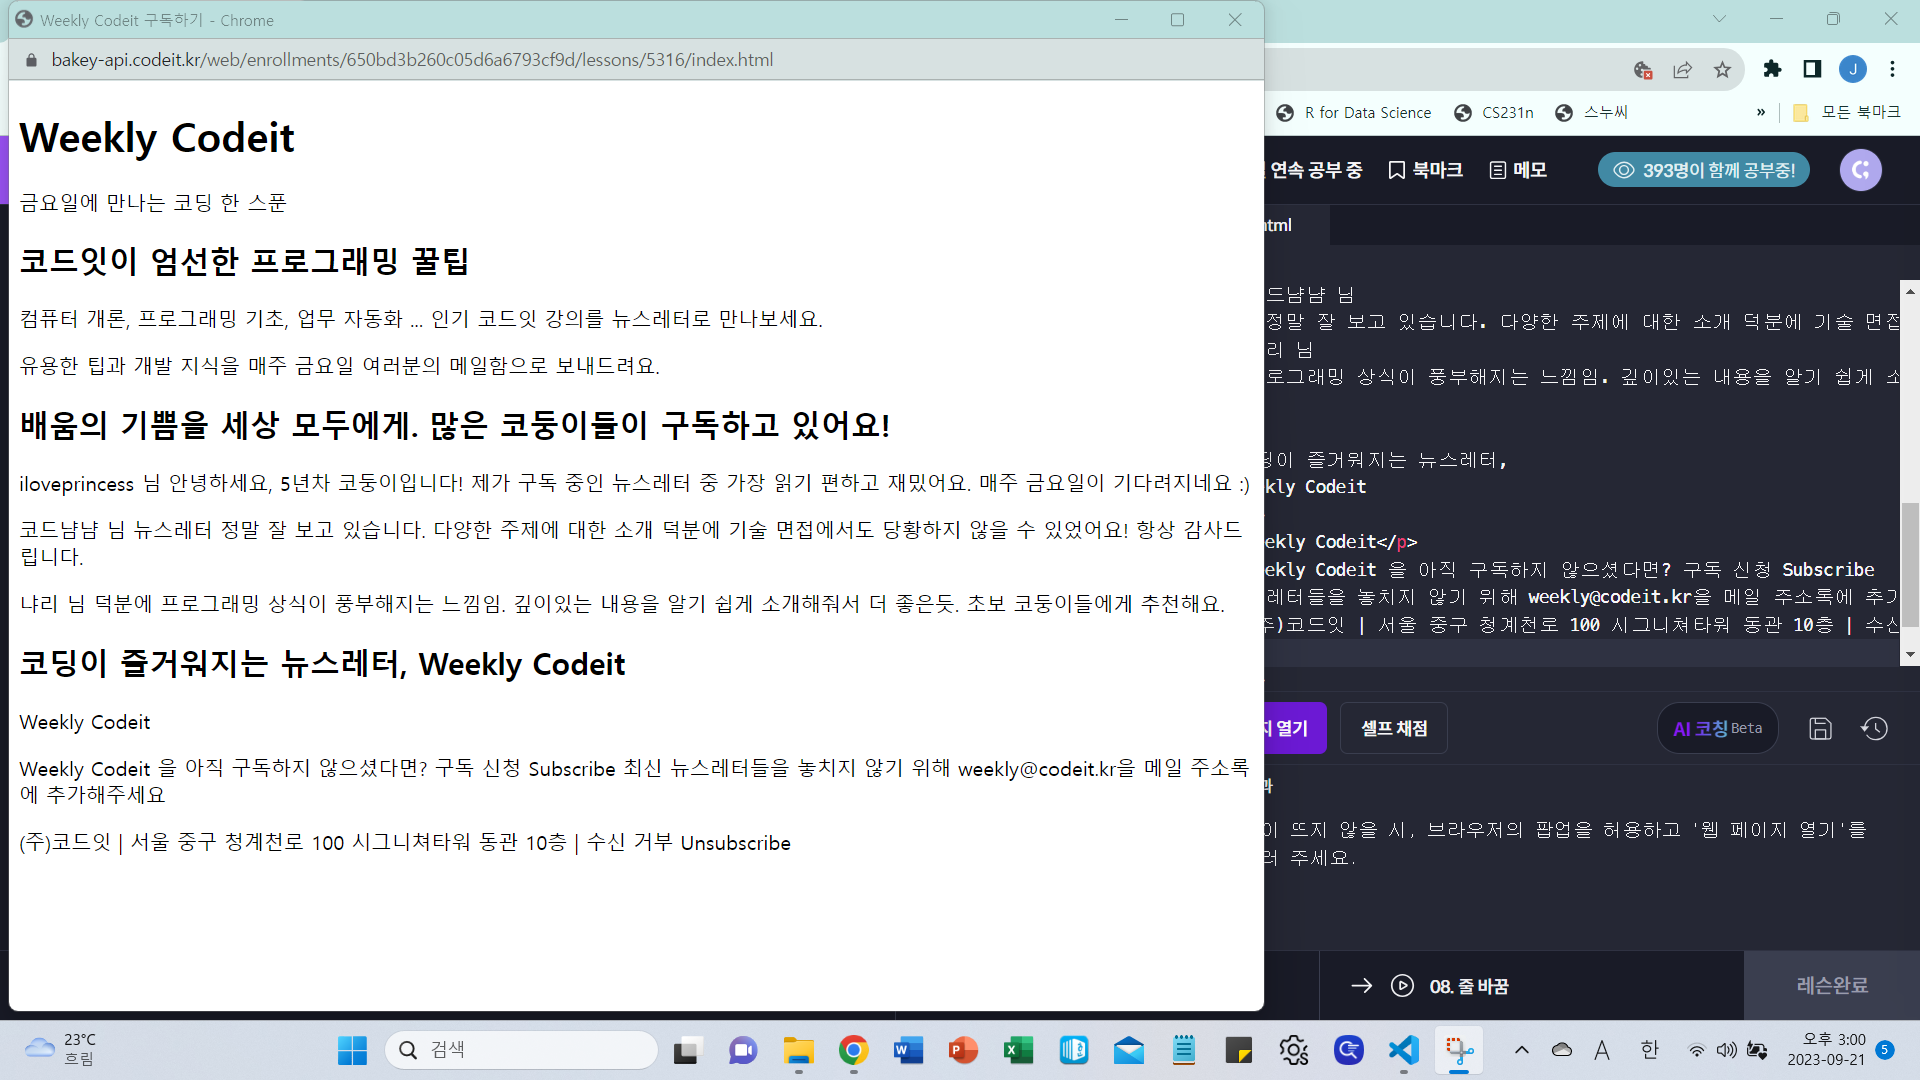 Weekly Codeit 구독하기 - Chrome
bakey-api.codeit.kr/web/enrollments/650bd3b260c05d6a6793cf9d/lessons/5316/index.html
Weekly Codeit
금요일에 만나는 코딩 한 스푼
코드잇이 엄선한 프로그래밍 꿀팁
컴퓨터 개론, 프로그래밍 기초, 업무 자동화 ... 인기 코드잇 강의를 뉴스레터로 만나보세요.
유용한 팁과 개발 지식을 매주 금요일 여러분의 메일함으로 보내드려요.
배움의 기쁨을 세상 모두에게. 많은 코둥이들이 구독하고 있어요!
iloveprincess 님 안녕하세요, 5년차 코둥이입니다! 제가 구독 중인 뉴스레터 중 가장 읽기 편하고 재밌어요. 매주 금요일이 기다려지네요 :)
코드냠냠 님 뉴스레터 정말 잘 보고 있습니다. 다양한 주제에 대한 소개 덕분에 기술 면접에서도 당황하지 않을 수 있었어요! 항상 감사드
립니다.
냐리 님 덕분에 프로그래밍 상식이 풍부해지는 느낌임. 깊이있는 내용을 알기 쉽게 소개해줘서 더 좋은듯. 초보 코둥이들에게 추천해요.
코딩이 즐거워지는 뉴스레터, Weekly Codeit
Weekly Codeit
Weekly Codeit 을 아직 구독하지 않으셨다면? 구독 신청 Subscribe 최신 뉴스레터들을 놓치지 않기 위해 weekly@codeit.kr을 메일 주소록
에 추가해주세요
(주)코드잇 | 서울 중구 청계천로 100 시그니쳐타워 동관 10층 | 수신 거부 Unsubscribe
J
R for Data Science CS231n 스누씨 » 모든 북마크
연속 공부 중 북마크 메모 393명이 함께 공부중!
html
드냠냠 님
정말 잘 보고 있습니다. 다양한 주제에 대한 소개 덕분에 기술 면접
리 님
로그래밍 상식이 풍부해지는 느낌임. 깊이있는 내용을 알기 쉽게 소
딩이 즐거워지는 뉴스레터,
kly Codeit
ekly Codeit</p>
ekly Codeit 을 아직 구독하지 않으셨다면? 구독 신청 Subscribe
레터들을 놓치지 않기 위해 weekly@codeit.kr을 메일 주소록에 추가
주)코드잇 | 서울 중구 청계천로 100 시그니쳐타워 동관 10층 | 수신
지 열기 셀프 채점 AI 코칭 Beta
과
이 뜨지 않을 시, 브라우저의 팝업을 허용하고 '웹 페이지 열기'를
러 주세요.
08. 줄 바꿈 레슨완료
23°C
흐림
검색
A 한
오후 3:00
2023-09-21
5